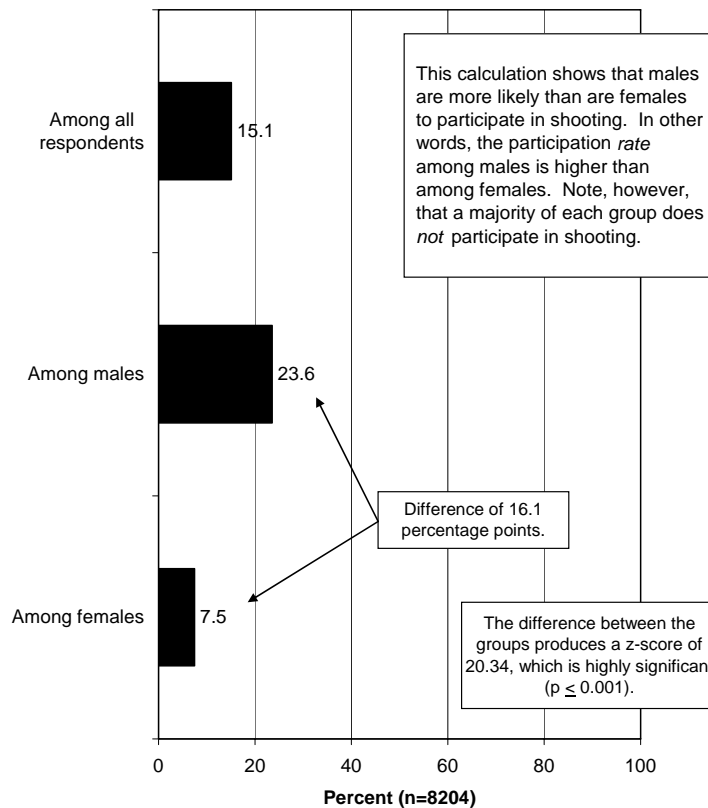 This calculation shows that males
are more likely than are females
to participate in shooting. In other
words, the participation rate
among males is higher than
among females. Note, however,
that a majority of each group does
not participate in shooting.
Among all
respondents
15.1
Among males
23.6
Difference of 16.1
percentage points.
Among females
7.5
The difference between the
groups produces a z-score of
20.34, which is highly significan
(p ≤ 0.001).
0 20 40 60 80 100
Percent (n=8204)